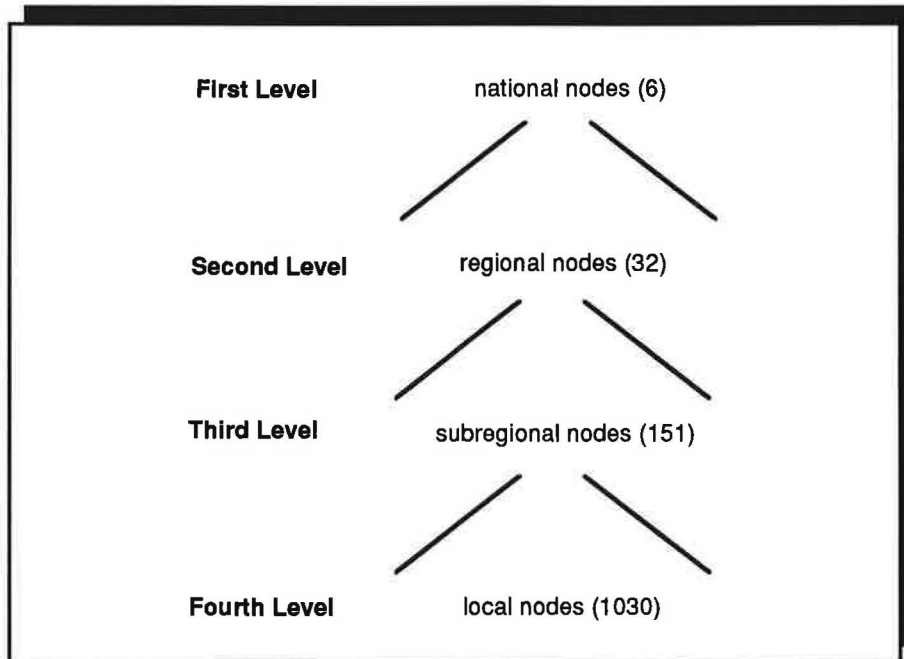 First Level national nodes (6)
Second Level regional nodes (32)
Third Level subregional nodes (151)
Fourth Level local nodes (1030)